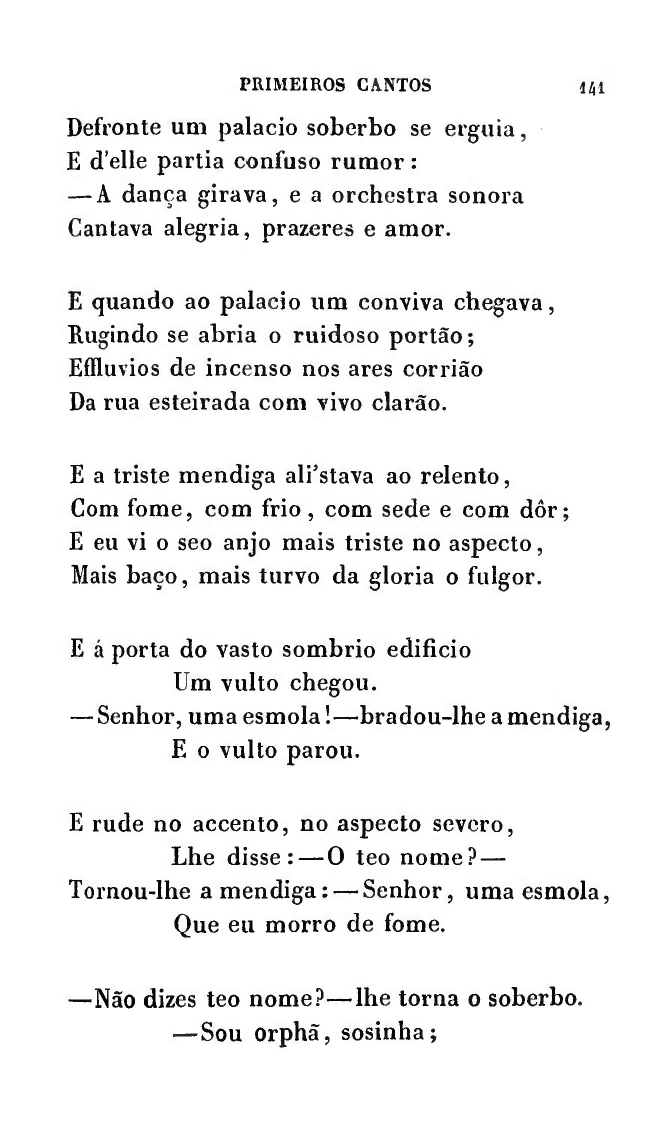 PRIMEIROS CANTOS 141
Defronte um palacio soberbo se erguia,
E d'elle partia confuso rumor:
—A dança girava, e a orchestra sonora
Cantava alegria, prazeres e amor.
E quando ao palacio um conviva chegava,
Rugindo se abria o ruidoso portão;
Effluvios de incenso nos ares corrião
Da rua esteirada com vivo clarão.
E a triste mendiga ali'stava ao relento,
Com fome, com frio, com sede e com dôr;
E eu vi o seo anjo mais triste no aspecto,
Mais baço, mais turvo da gloria o fulgor.
E á porta do vasto sombrio edificio
Um vulto chegou.
—Senhor, uma esmola!—bradou-lhe a mendiga,
E o vulto parou.
E rude no accento, no aspecto severo,
Lhe disse:—O teo nome?—
Tornou-lhe a mendiga:—Senhor, uma esmola,
Que eu morro de fome.
—Não dizes teo nome?—lhe torna o soberbo.
—Sou orphã, sosinha;